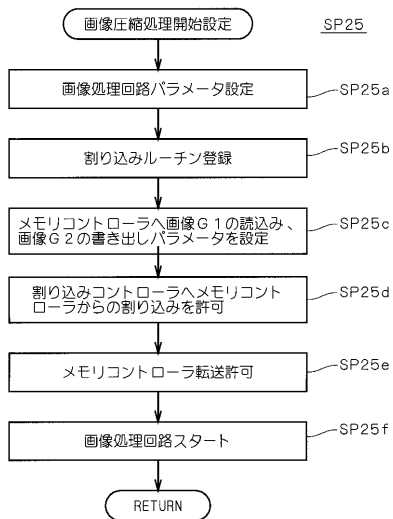 画像圧縮処理開始設定
SP25
画像処理回路パラメータ設定
SP25a
割り込みルーチン登録
SP25b
メモリコントローラへ画像G1の読込み、
画像G2の書き出しパラメータを設定
SP25c
割り込みコントローラへメモリコント
ローラからの割り込みを許可
SP25d
メモリコントローラ転送許可
SP25e
画像処理回路スタート
SP25f
RETURN